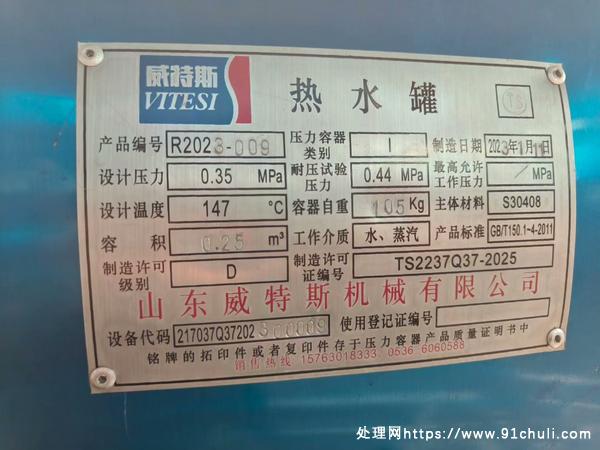 威特斯
VITESI
热水罐
TS
产品编号 R2023-009 压力容器类别 I 制造日期 2023年1月11日
设计压力 0.35 MPa 耐压试验压力 0.44 MPa 最高允许工作压力 / MPa
设计温度 147 ℃ 容器自重 105 Kg 主体材料 S30408
容积 0.25 m³ 工作介质 水、蒸汽 产品标准 GB/T150.1~4-2011
制造许可级别 D 制造许可证编号 TS2237Q37-2025
山东威特斯机械有限公司
设备代码 217037Q37202300009 使用登记证编号
铭牌的拓印件或者复印件存于压力容器产品质量证明书中
销售热线 15763018333 0536-6060588
处理网https://www.91chuli.com/